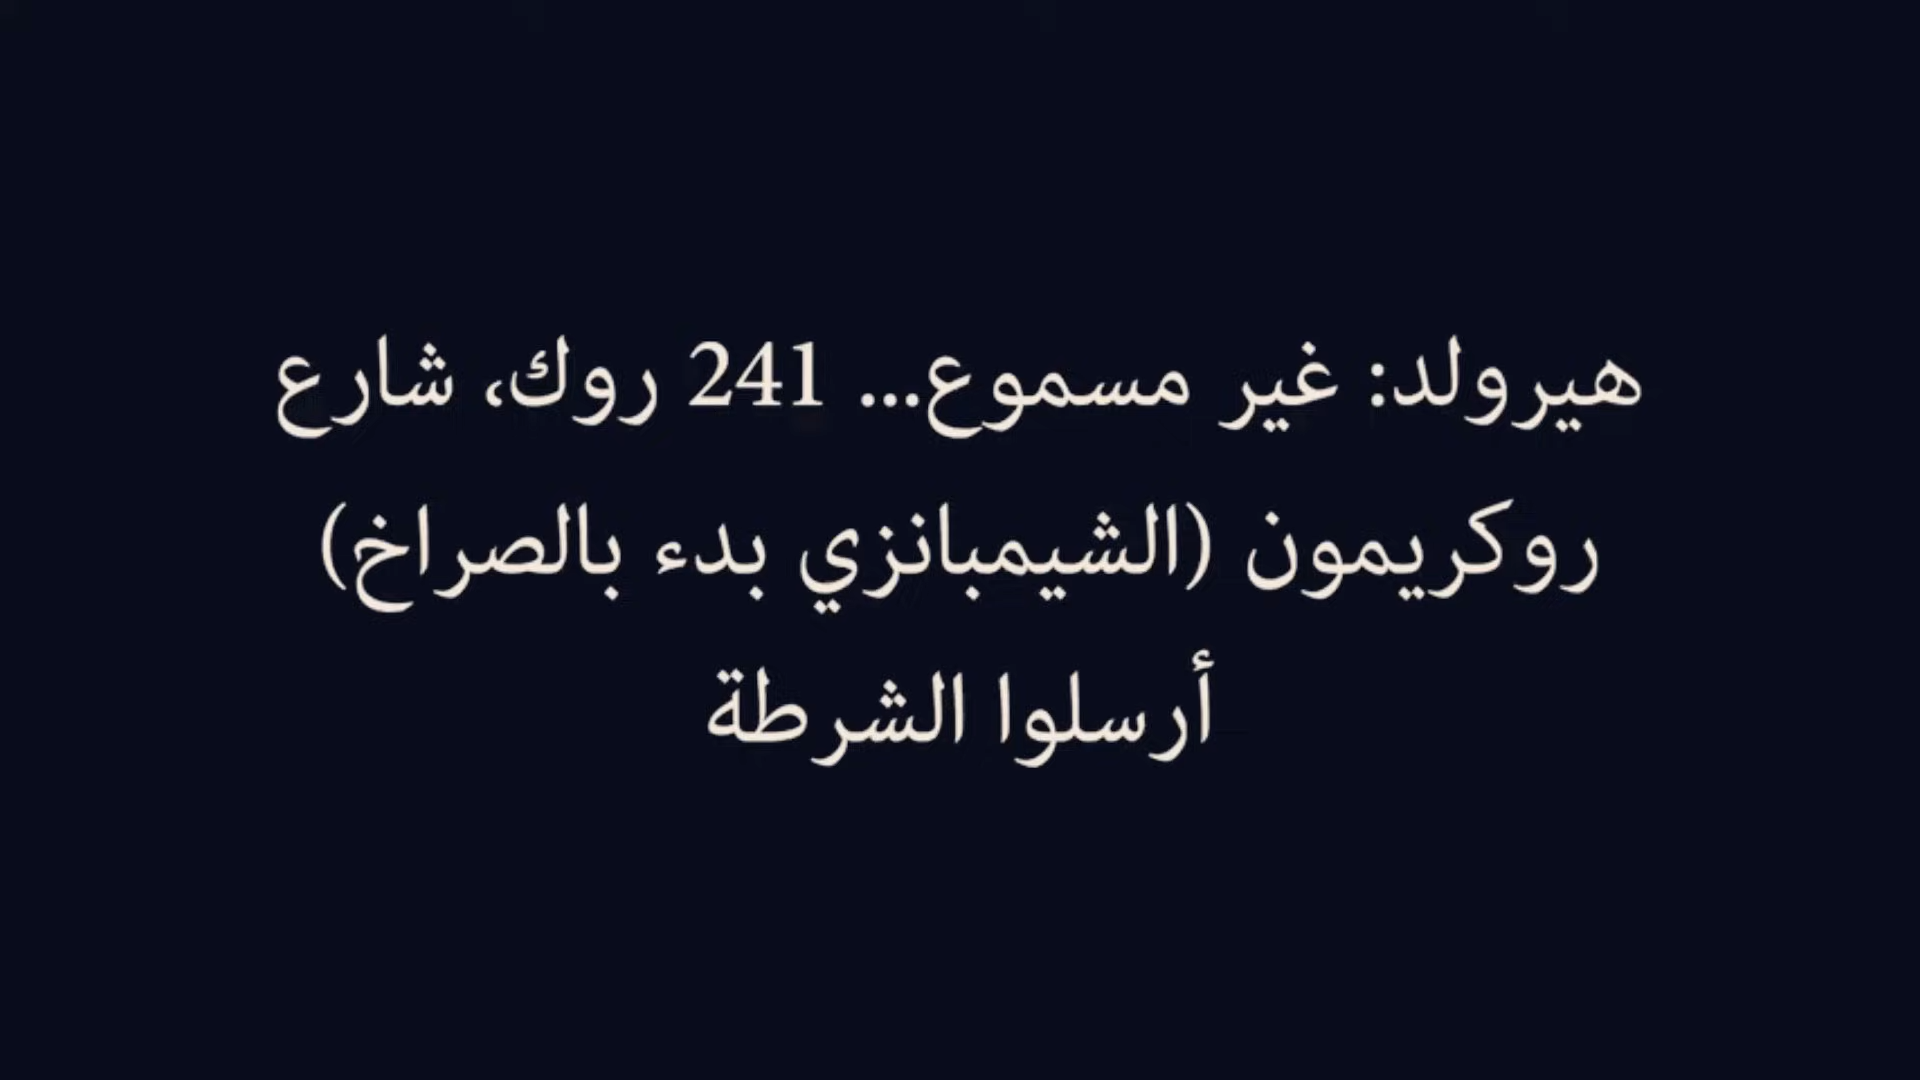 هيرولد: غير مسموع... 241 روك، شارع
روكريمون (الشيمبانزي بدء بالصراخ)
أرسلوا الشرطة